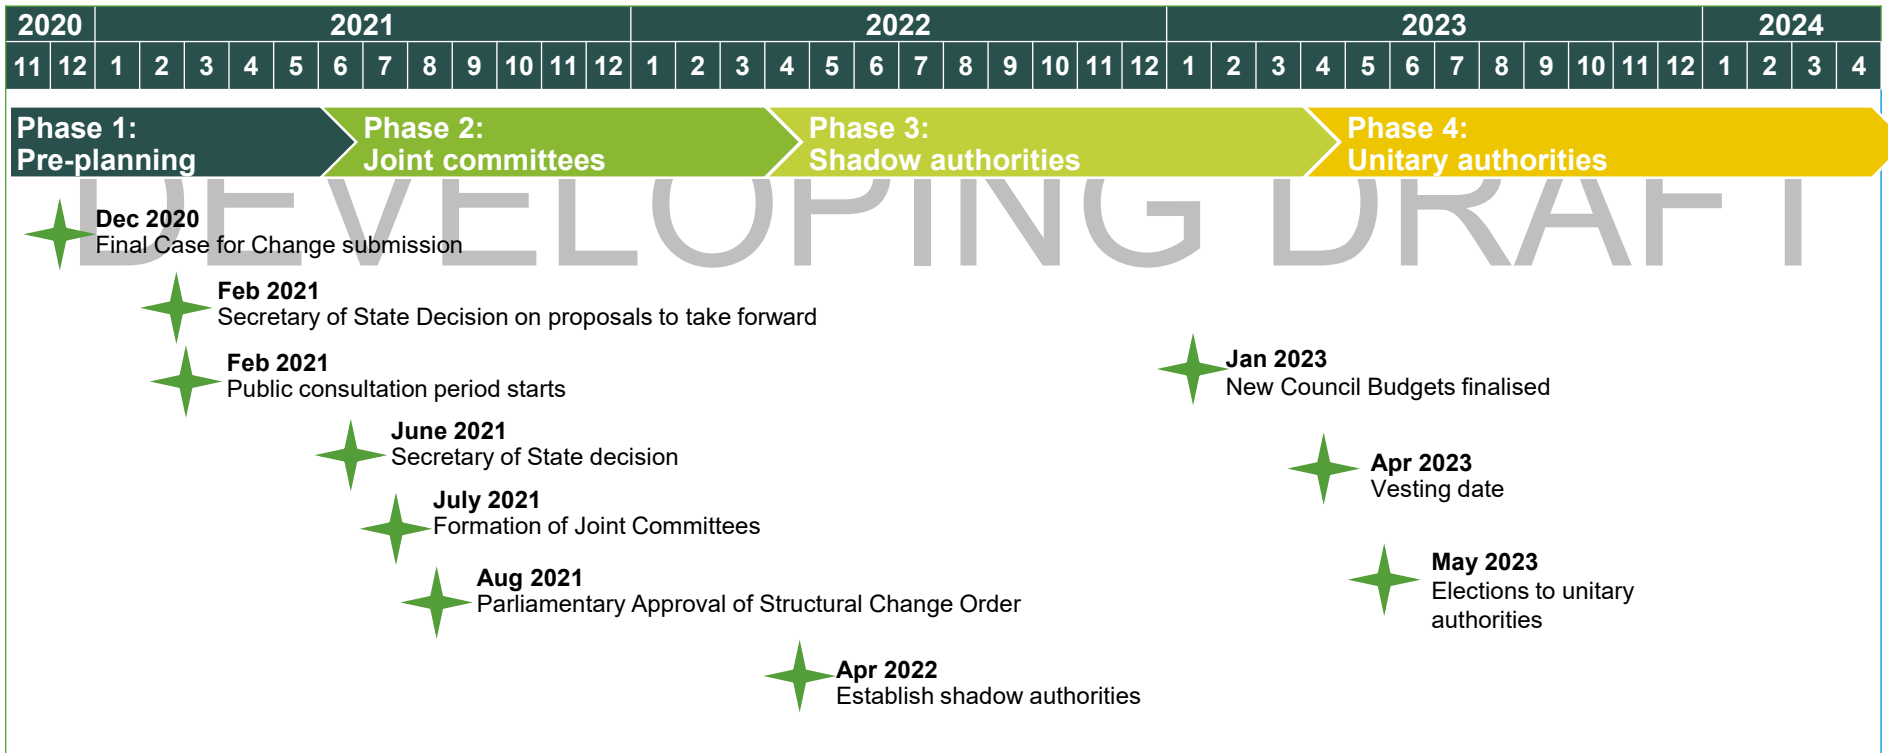 2020 2021 2022 2023 2024
11 12 1 2 3 4 5 6 7 8 9 10 11 12 1 2 3 4 5 6 7 8 9 10 11 12 1 2 3 4 5 6 7 8 9 10 11 12 1 2 3 4
Phase 1:
Pre-planning
Phase 2:
Joint committees
Phase 3:
Shadow authorities
Phase 4:
Unitary authorities
DEVELOPING DRAFT
Dec 2020
Final Case for Change submission
Feb 2021
Secretary of State Decision on proposals to take forward
Feb 2021
Public consultation period starts
June 2021
Secretary of State decision
July 2021
Formation of Joint Committees
Aug 2021
Parliamentary Approval of Structural Change Order
Apr 2022
Establish shadow authorities
Jan 2023
New Council Budgets finalised
Apr 2023
Vesting date
May 2023
Elections to unitary
authorities